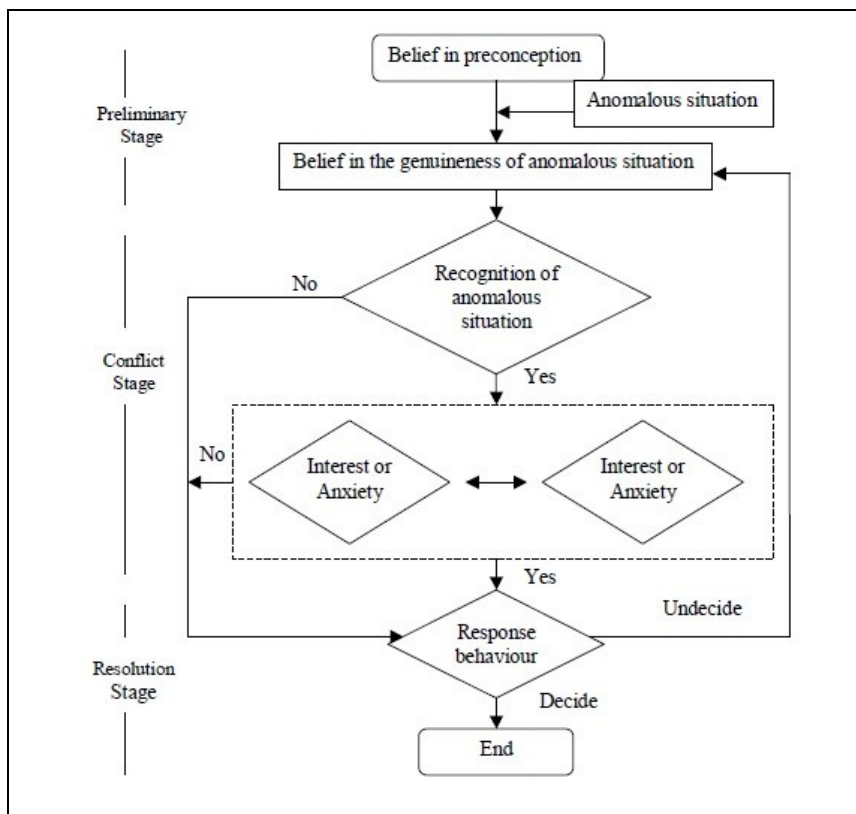 Belief in preconception
Anomalous situation
Preliminary
Stage
Belief in the genuineness of anomalous situation
No
Recognition of
anomalous
situation
Conflict
Stage
Yes
No
Interest or
Anxiety
Interest or
Anxiety
Yes
Undecide
Response
behaviour
Resolution
Stage
Decide
End